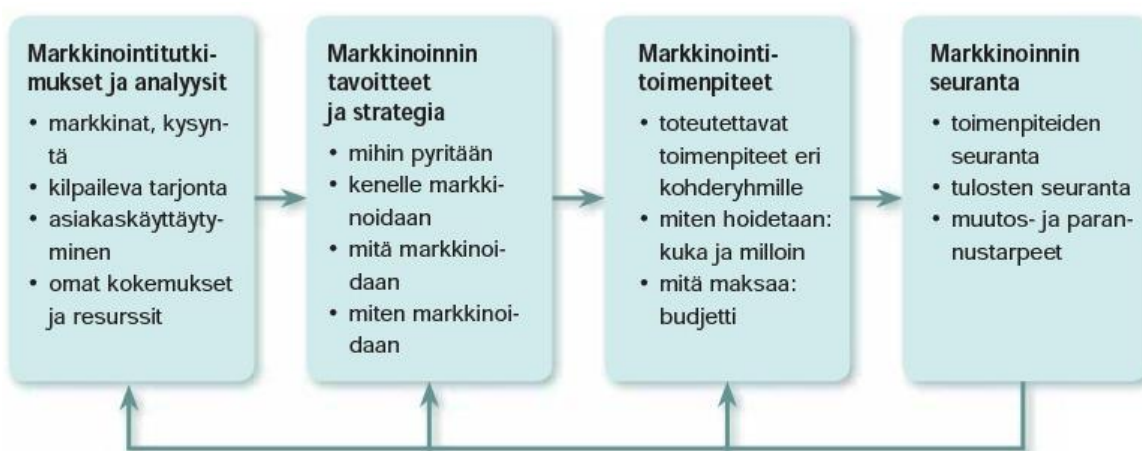 Markkinointitutki-
mukset ja analyysit
• markkinat, kysyn-
tä
• kilpaileva tarjonta
• asiakaskäyttäyty-
minen
• omat kokemukset
ja resurssit
Markkinoinnin
tavoitteet
ja strategia
• mihin pyritään
• kenelle markki-
noidaan
• mitä markkinoi-
daan
• miten markkinoi-
daan
Markkinointi-
toimenpiteet
• toteutettavat
toimenpiteet eri
kohderyhmille
• miten hoidetaan:
kuka ja milloin
• mitä maksaa:
budjetti
Markkinoinnin
seuranta
• toimenpiteiden
seuranta
• tulosten seuranta
• muutos- ja paran-
nustarpeet